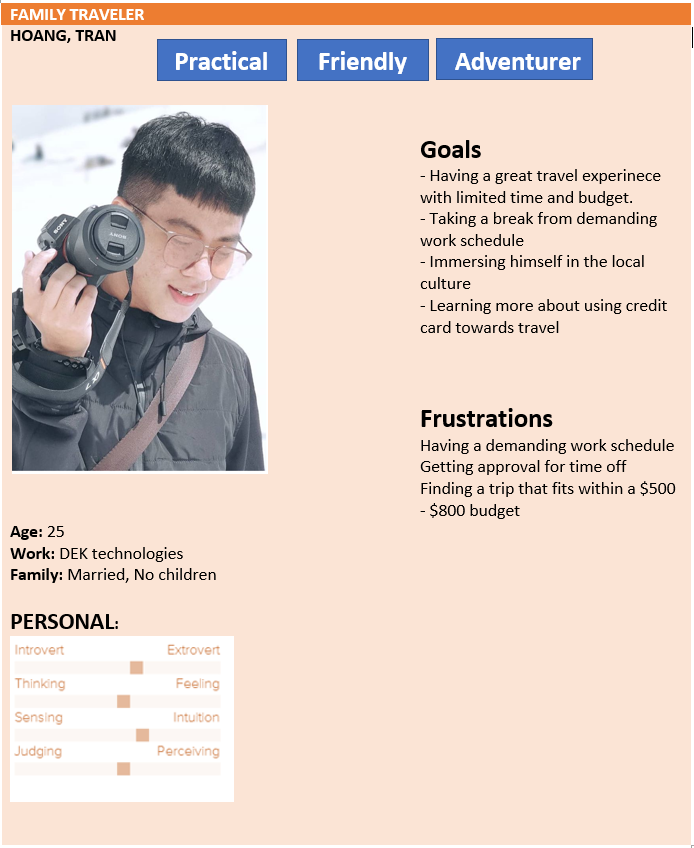 FAMILY TRAVELER
HOANG, TRAN
Practical
Friendly
Adventurer
SONY
SONY
Goals
- Having a great travel experinece
with limited time and budget.
- Taking a break from demanding
work schedule
- Immersing himself in the local
culture
- Learning more about using credit
card towards travel
Frustrations
Having a demanding work schedule
Getting approval for time off
Finding a trip that fits within a $500
- $800 budget
Age: 25
Work: DEK technologies
Family: Married, No children
PERSONAL:
Introvert Extrovert
Thinking Feeling
Sensing Intuition
Judging Perceiving